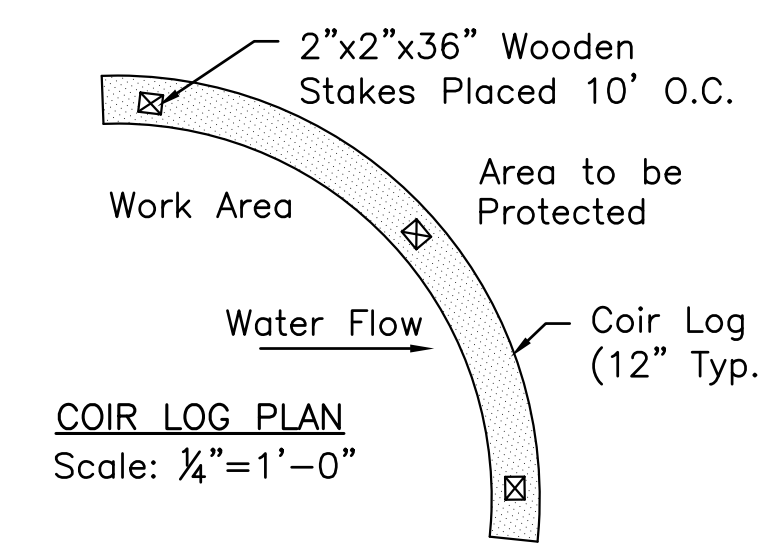 2”x2”x36” Wooden
Stakes Placed 10’ O.C.
Area to be
Protected
Work Area
Water Flow
Coir Log
(12” Typ.
COIR LOG PLAN
Scale: ¼”=1’–0”